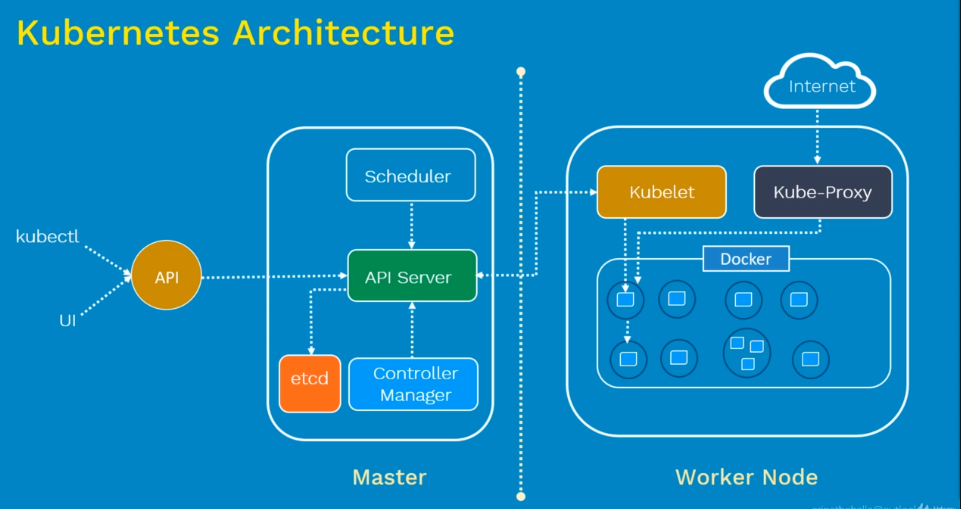 Kubernetes Architecture
Internet
Scheduler
Kubelet
Kube-Proxy
kubectl
API
API Server
Docker
UI
etcd
Controller
Manager
Master
Worker Node